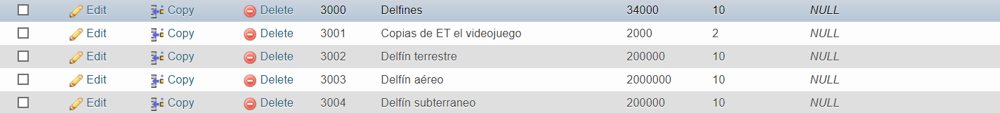 Edit Copy Delete 3000 Delfines 34000 10 NULL
Edit Copy Delete 3001 Copias de ET el videojuego 2000 2 NULL
Edit Copy Delete 3002 Delfín terrestre 200000 10 NULL
Edit Copy Delete 3003 Delfín aéreo 2000000 10 NULL
Edit Copy Delete 3004 Delfín subterraneo 200000 10 NULL